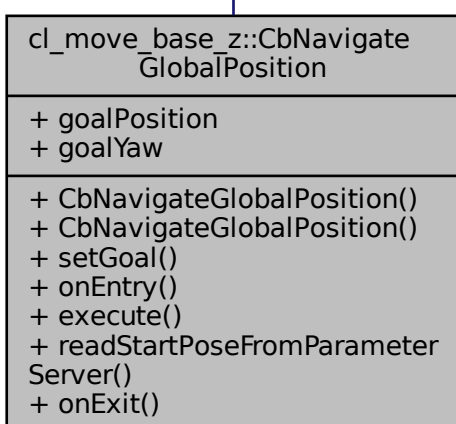 cl_move_base_z::CbNavigate
GlobalPosition
+ goalPosition
+ goalYaw
+ CbNavigateGlobalPosition()
+ CbNavigateGlobalPosition()
+ setGoal()
+ onEntry()
+ execute()
+ readStartPoseFromParameter
Server()
+ onExit()